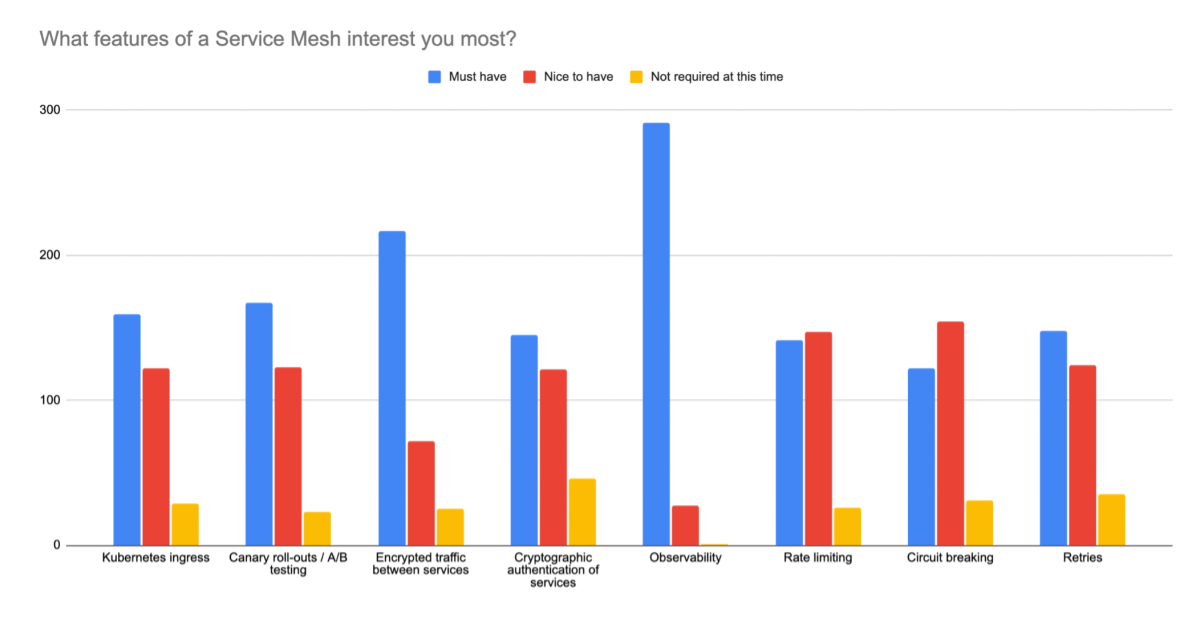 What features of a Service Mesh interest you most?
Must have
Nice to have
Not required at this time
300
200
100
0
Kubernetes ingress
Canary roll-outs / A/B
testing
Encrypted traffic
between services
Cryptographic
authentication of
services
Observability
Rate limiting
Circuit breaking
Retries